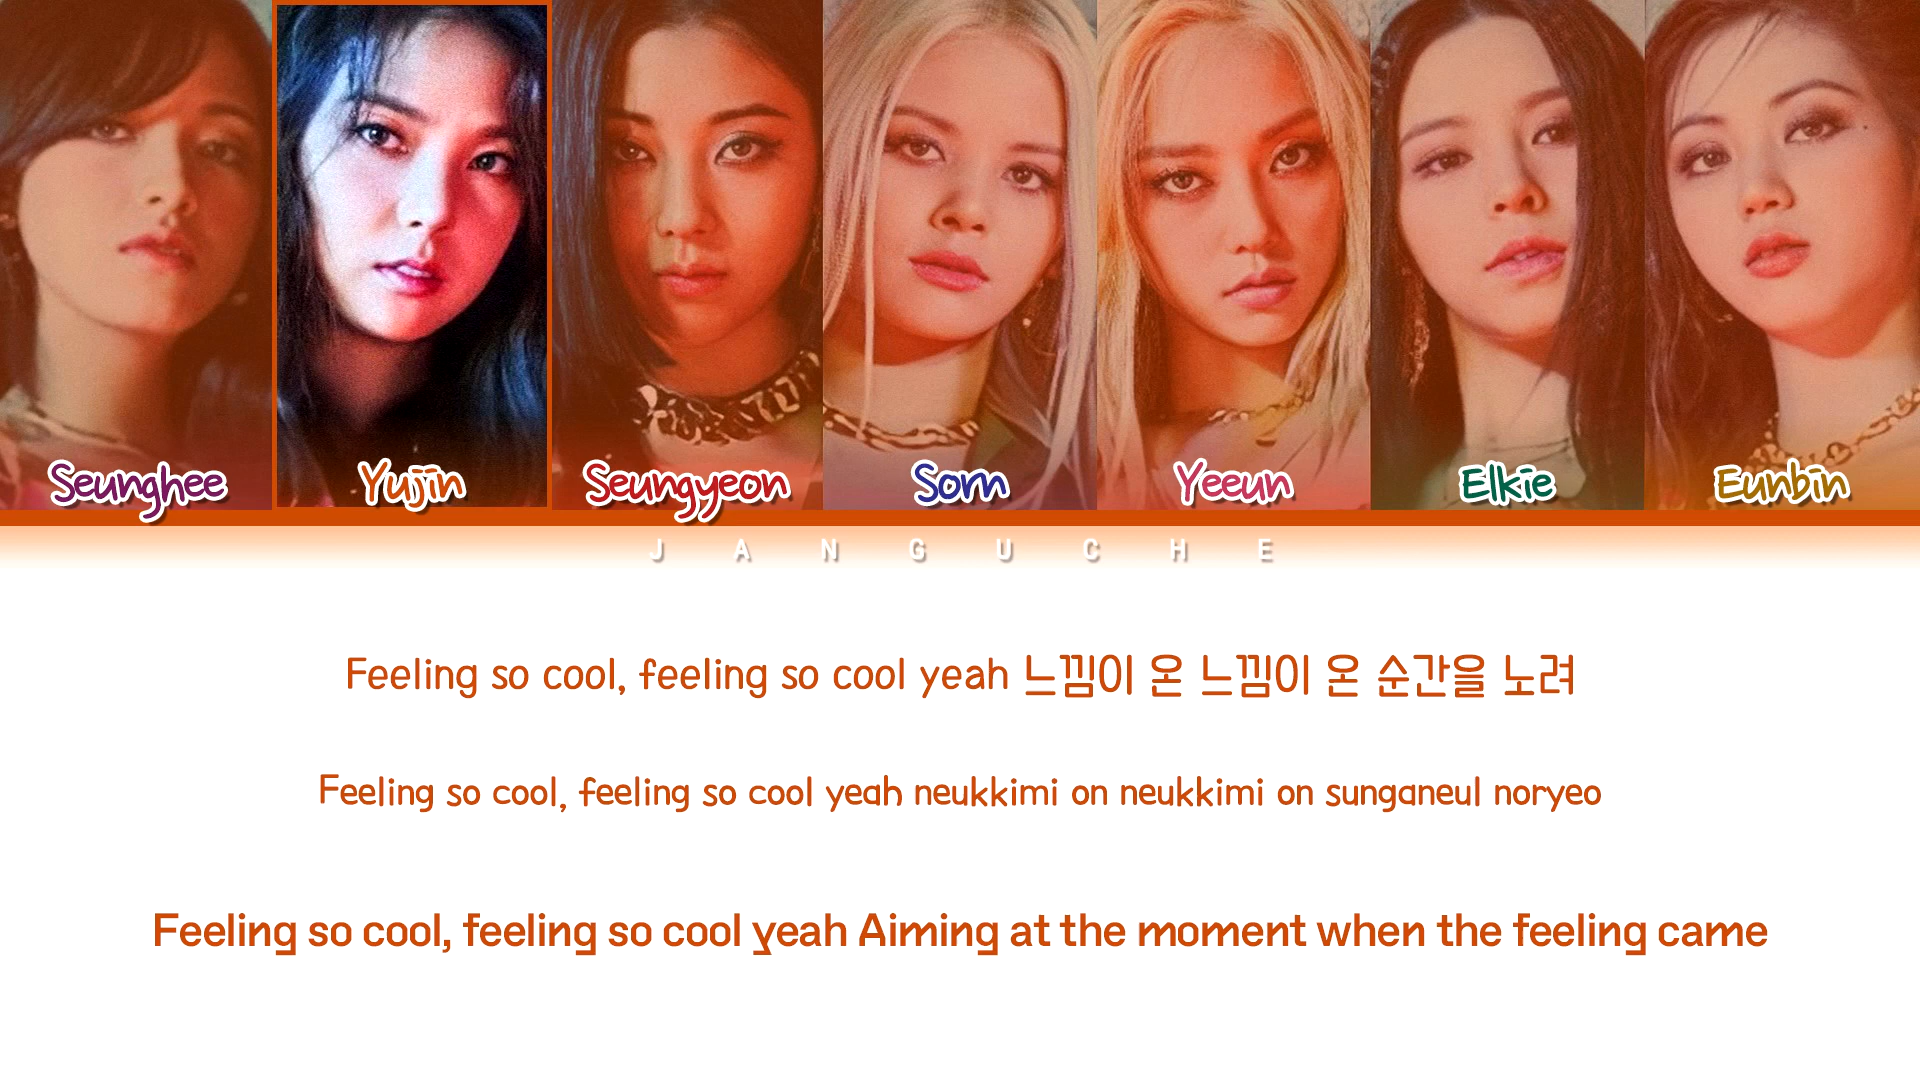 Seunghee Yujin Seungyeon Sorn Yeeun Elkie Eunbin
JANGUCHE
Feeling so cool, feeling so cool yeah 느낌이 온 느낌이 온 순간을 노려
Feeling so cool, feeling so cool yeah neukkimi on neukkimi on sunganeul noryeo
Feeling so cool, feeling so cool yeah Aiming at the moment when the feeling came